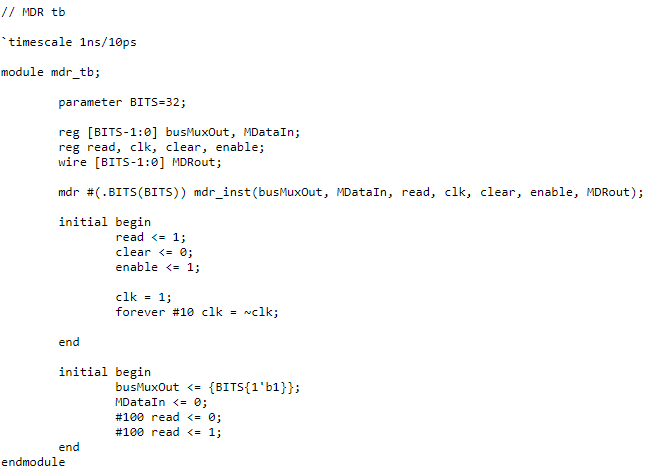 // MDR tb
`timescale 1ns/10ps
module mdr_tb;
parameter BITS=32;
reg [BITS-1:0] busMuxOut, MDataIn;
reg read, clk, clear, enable;
wire [BITS-1:0] MDRout;
mdr #(.BITS(BITS)) mdr_inst(busMuxOut, MDataIn, read, clk, clear, enable, MDRout);
initial begin
read <= 1;
clear <= 0;
enable <= 1;
clk = 1;
forever #10 clk = ~clk;
end
initial begin
busMuxOut <= {BITS{1'b1}};
MDataIn <= 0;
#100 read <= 0;
#100 read <= 1;
end
endmodule